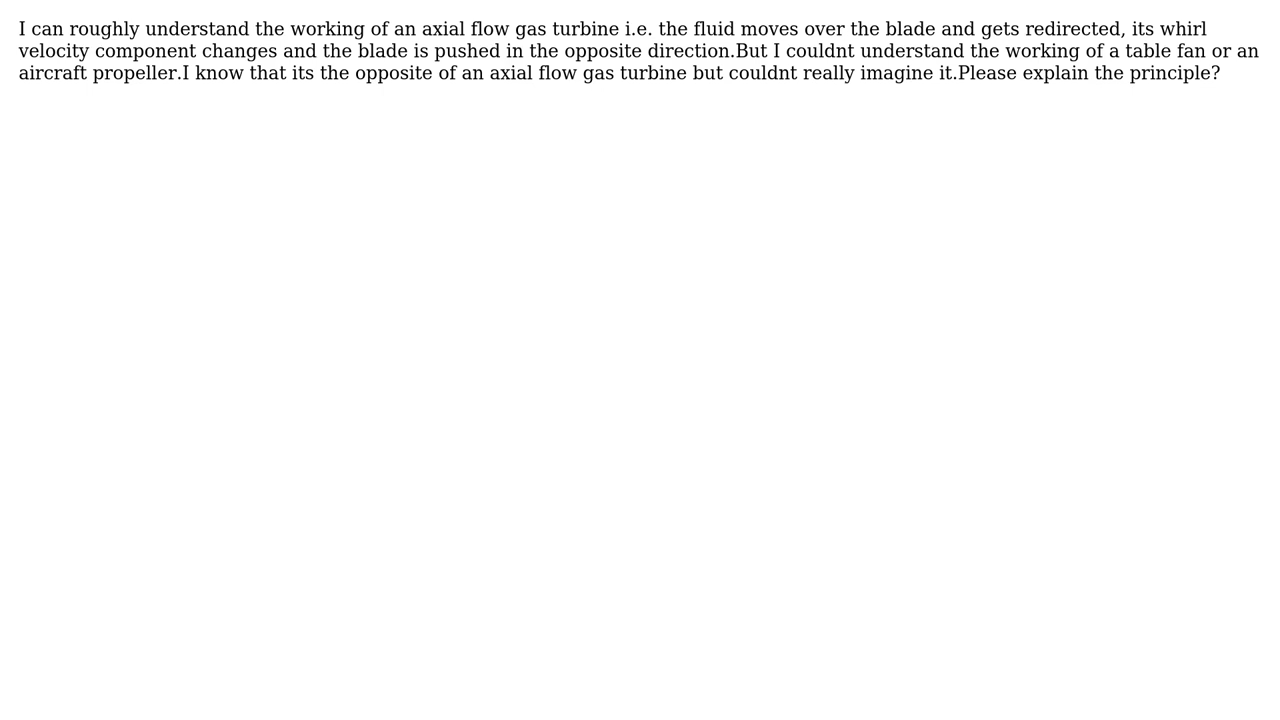 I can roughly understand the working of an axial flow gas turbine i.e. the fluid moves over the blade and gets redirected, its whirl
velocity component changes and the blade is pushed in the opposite direction.But I couldnt understand the working of a table fan or an
aircraft propeller.I know that its the opposite of an axial flow gas turbine but couldnt really imagine it.Please explain the principle?